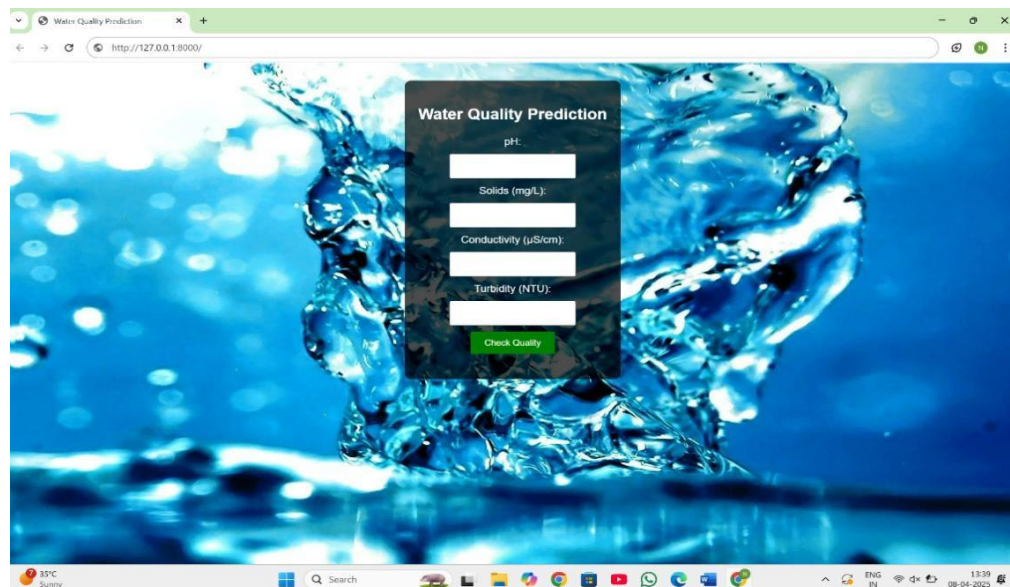 Water Quality Prediction
http://127.0.0.1:8000/
N
Water Quality Prediction
pH:
Solids (mg/L):
Conductivity (µS/cm):
Turbidity (NTU):
Check Quality
7
35°C
Sunny
Search
ENG
IN
13:39
08-04-2025